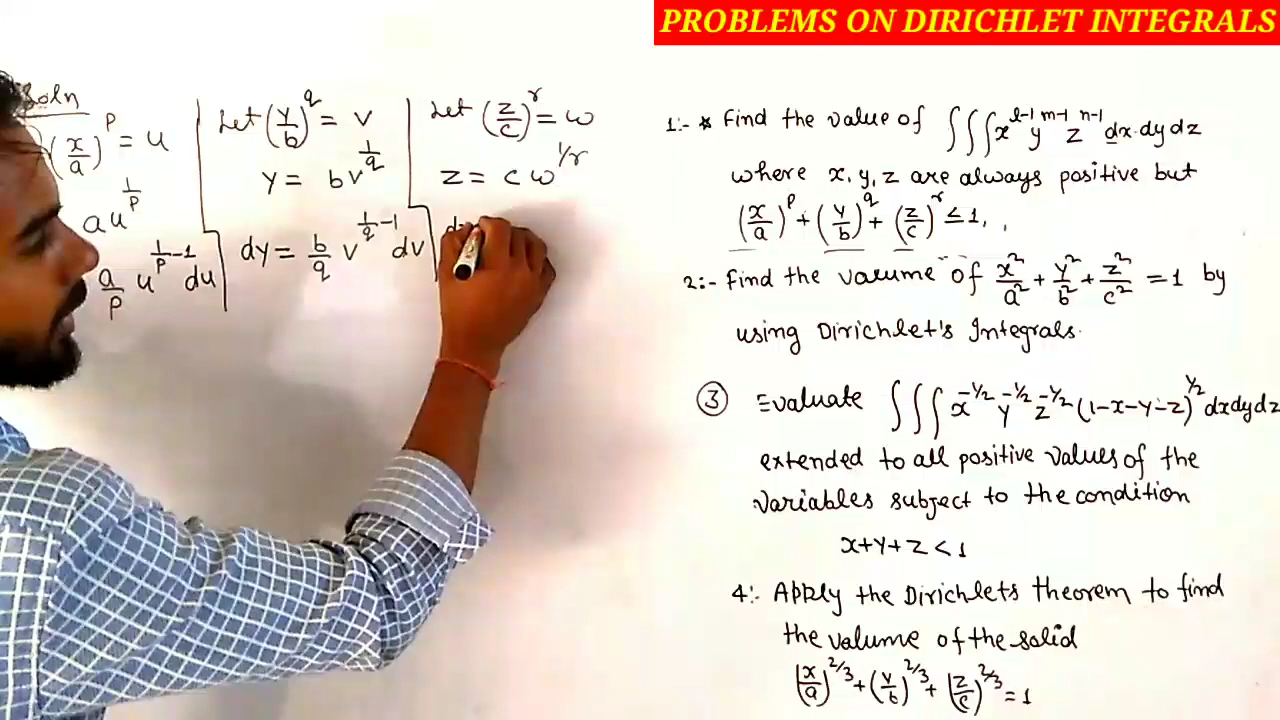 PROBLEMS ON DIRICHLET INTEGRALS
Soln
(x/a)^p = u
a u^(1/p)
a/p u^(1/p - 1) du
Let (y/b)^q = v
y = b v^(1/q)
dy = b/q v^(1/q - 1) dv
Let (z/c)^r = ω
z = c ω^(1/r)
1:- * Find the value of ∫∫∫ x^(l-1) y^(m-1) z^(n-1) dx.dydz
where x, y, z are always positive but
(x/a)^p + (y/b)^q + (z/c)^r ≤ 1,
2:- Find the valume of x²/a² + y²/b² + z²/c² = 1 by
using Dirichlet's Integrals.
③ Evaluate ∫∫∫ x^(-1/2) y^(-1/2) z^(-1/2) (1-x-y-z)^(1/2) dxdydz
extended to all positive values of the
variables subject to the condition
x+y+z < 1
4:- Apply the Dirichlets theorem to find
the valume of the solid
(x/a)^(2/3) + (y/b)^(2/3) + (z/c)^(2/3) = 1